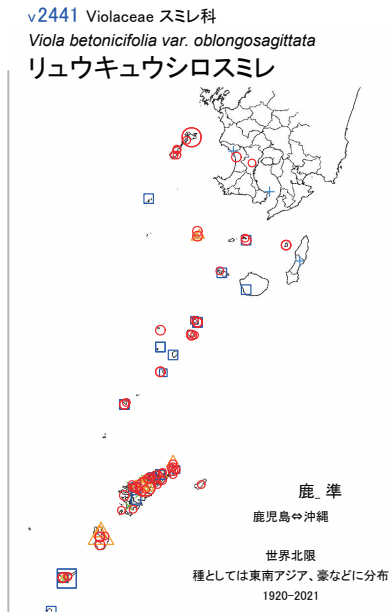 v2441 Violaceae スミレ科
Viola betonicifolia var. oblongosagittata
リュウキュウシロスミレ
鹿_準
鹿児島⇔沖縄
世界北限
種としては東南アジア、豪などに分布
1920-2021